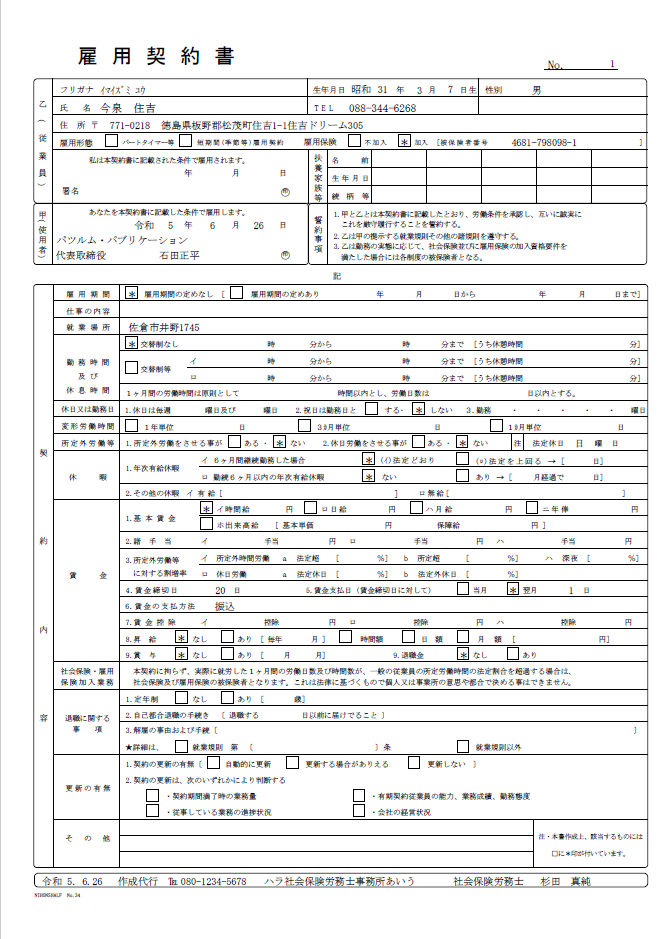 雇用契約書
No. 1
乙(従業員)
フリガナ イマイズミ ユウ 生年月日 昭和 31 年 3 月 7 日生 性別 男
氏 名 今泉 住吉 TEL 088-344-6268
住 所 〒 771-0218 徳島県板野郡松茂町住吉1-1住吉ドリーム305
雇用形態 □ パートタイマー等 □ 短期間(季節等)雇用契約 雇用保険 □ 不加入 ＊ 加入 [被保険者番号 4681-798098-1 ]
私は本契約書に記載された条件で雇用されます。
年 月 日
署名 ㊞
扶養家族等
名 前
生年月日
続 柄 等
甲(使用者)
あなたを本契約書に記載した条件で雇用します。
令和 5 年 6 月 26 日
パツルム・パブリケーション
代表取締役 石田正平 ㊞
誓約事項
1.甲と乙とは本契約書に記載したとおり、労働条件を承認し、互いに誠実に
これを厳守履行することを誓約する。
2.乙は甲の提示する就業規則その他の諸規則を遵守する。
3.乙は勤務の実態に応じて、社会保険並びに雇用保険の加入資格要件を
満たした場合には各制度の被保険者となる。
記
契約内容
雇用期間 ＊ 雇用期間の定めなし [ □ 雇用期間の定めあり 年 月 日から 年 月 日まで]
仕事の内容
就業場所 佐倉市井野1745
勤務時間及び休息時間
＊ 交替制なし 時 分から 時 分まで [うち休憩時間 分]
□ 交替制等 イ 時 分から 時 分まで [うち休憩時間 分]
ロ 時 分から 時 分まで [うち休憩時間 分]
1ヶ月間の労働時間は原則として 時間以内とし、労働日数は 日以内とする。
休日又は勤務日 1.休日は毎週 曜日及び 曜日 2.祝日は勤務日と □ する・ ＊ しない 3.勤務 ・ ・ ・ ・ ・ 曜日
変形労働時間 □ 1年単位 日 □ 3ヶ月単位 日 □ 1ヶ月単位 日
所定外労働等 1.所定外労働をさせる事が □ ある・ ＊ ない 2.休日労働をさせる事が □ ある・ ＊ ない 注 法定休日 日 曜 日
休 暇
1.年次有給休暇 イ 6ヶ月間継続勤務した場合 ＊ (イ)法定どおり □ (ロ)法定を上回る → [ 日]
ロ 勤続6ヶ月以内の年次有給休暇 ＊ ない □ あり → [ 月経過で 日]
2.その他の休暇 イ 有給[ ] ロ 無給[ ]
賃 金
1.基本賃金 ＊ イ時間給 円 □ ロ日給 円 □ ハ月給 円 □ ニ年俸 円
□ ホ出来高給 [ 基本単価 円 保障給 円 ]
2.諸手当 イ 手当 円 ロ 手当 円 ハ 手当 円
3.所定外労働等に対する割増率 イ 所定外時間労働 a 法定超 [ %] b 所定超 [ %] ハ 深夜 [ %]
ロ 休日労働 a 法定休日 [ %] b 法定外休日 [ %]
4.賃金締切日 20 日 5.賃金支払日(賃金締切日に対して) □ 当月 ＊ 翌月 1 日
6.賃金の支払方法 振込
7.賃金控除 イ 控除 円 ロ 控除 円 ハ 控除 円
8.昇 給 ＊ なし □ あり [ 毎年 月 ] □ 時間額 □ 日 額 □ 月 額 [ 円]
9.賞 与 ＊ なし □ あり [ 月 月] 9.退職金 ＊ なし □ あり
社会保険・雇用保険加入業務
本契約に拘らず、実際に就労した1ヶ月間の労働日数及び時間数が、一般の従業員の所定労働時間の法定割合を超過する場合は、
社会保険及び雇用保険の被保険者となります。これは法律に基づくもので個人又は事業所の意思や都合で決める事はできません。
退職に関する事項
1.定年制 □ なし □ あり [ 歳]
2.自己都合退職の手続き [ 退職する 日以前に届けでること ]
3.解雇の事由および手続 [ ]
★詳細は、 □ 就業規則 第 [ ] 条 □ 就業規則以外
更新の有無
1.契約の更新の有無 [ □ 自動的に更新 □ 更新する場合がありえる □ 更新しない ]
2.契約の更新は、次のいずれかにより判断する
□ ・契約期間満了時の業務量 □ ・有期契約従業員の能力、業務成績、勤務態度
□ ・従事している業務の進捗状況 □ ・会社の経営状況
そ の 他
注・本書作成上、該当するものには
□に＊印が付いています。
令和 5. 6.26 作成代行 ℡ 080-1234-5678 ハラ社会保険労務士事務所あいう 社会保険労務士 杉田 真純